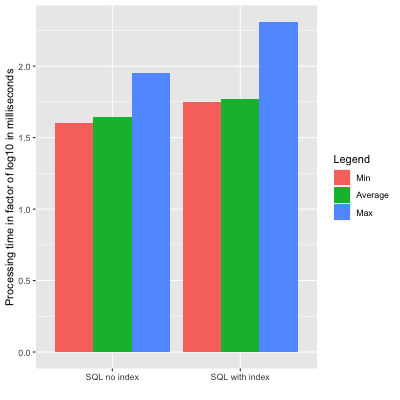 Processing time in factor of log10 in milliseconds
2.0
1.5
1.0
0.5
0.0
SQL no index
SQL with index
Legend
Min
Average
Max